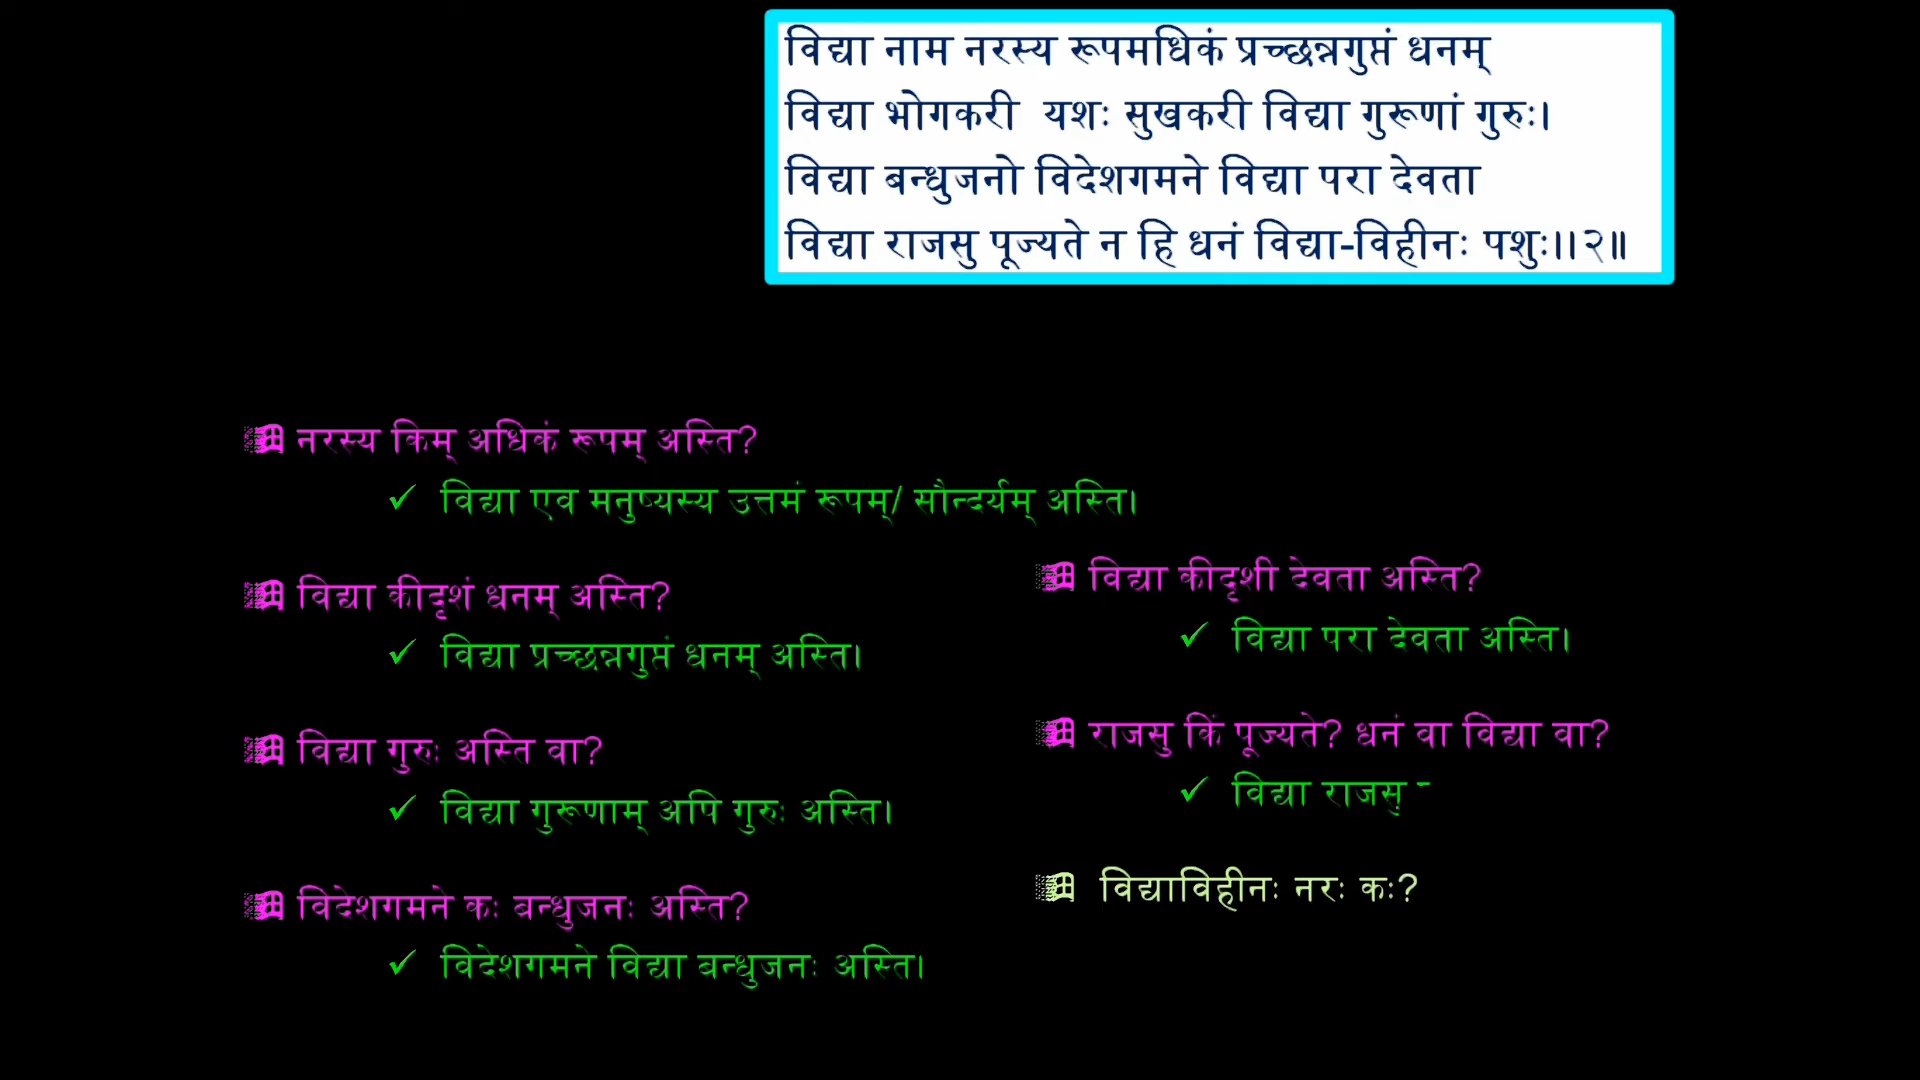 विद्या नाम नरस्य रूपमधिकं प्रच्छन्नगुप्तं धनम्
विद्या भोगकरी यशः सुखकरी विद्या गुरूणां गुरुः।
विद्या बन्धुजनो विदेशगमने विद्या परा देवता
विद्या राजसु पूज्यते न हि धनं विद्या-विहीनः पशुः।।२॥
नरस्य किम् अधिकं रूपम् अस्ति?
✓ विद्या एव मनुष्यस्य उत्तमं रूपम्/ सौन्दर्यम् अस्ति।
विद्या कीदृशं धनम् अस्ति?
✓ विद्या प्रच्छन्नगुप्तं धनम् अस्ति।
विद्या गुरुः अस्ति वा?
✓ विद्या गुरूणाम् अपि गुरुः अस्ति।
विदेशगमने कः बन्धुजनः अस्ति?
✓ विदेशगमने विद्या बन्धुजनः अस्ति।
विद्या कीदृशी देवता अस्ति?
✓ विद्या परा देवता अस्ति।
राजसु किं पूज्यते? धनं वा विद्या वा?
✓ विद्या राजसु
विद्याविहीनः नरः कः?